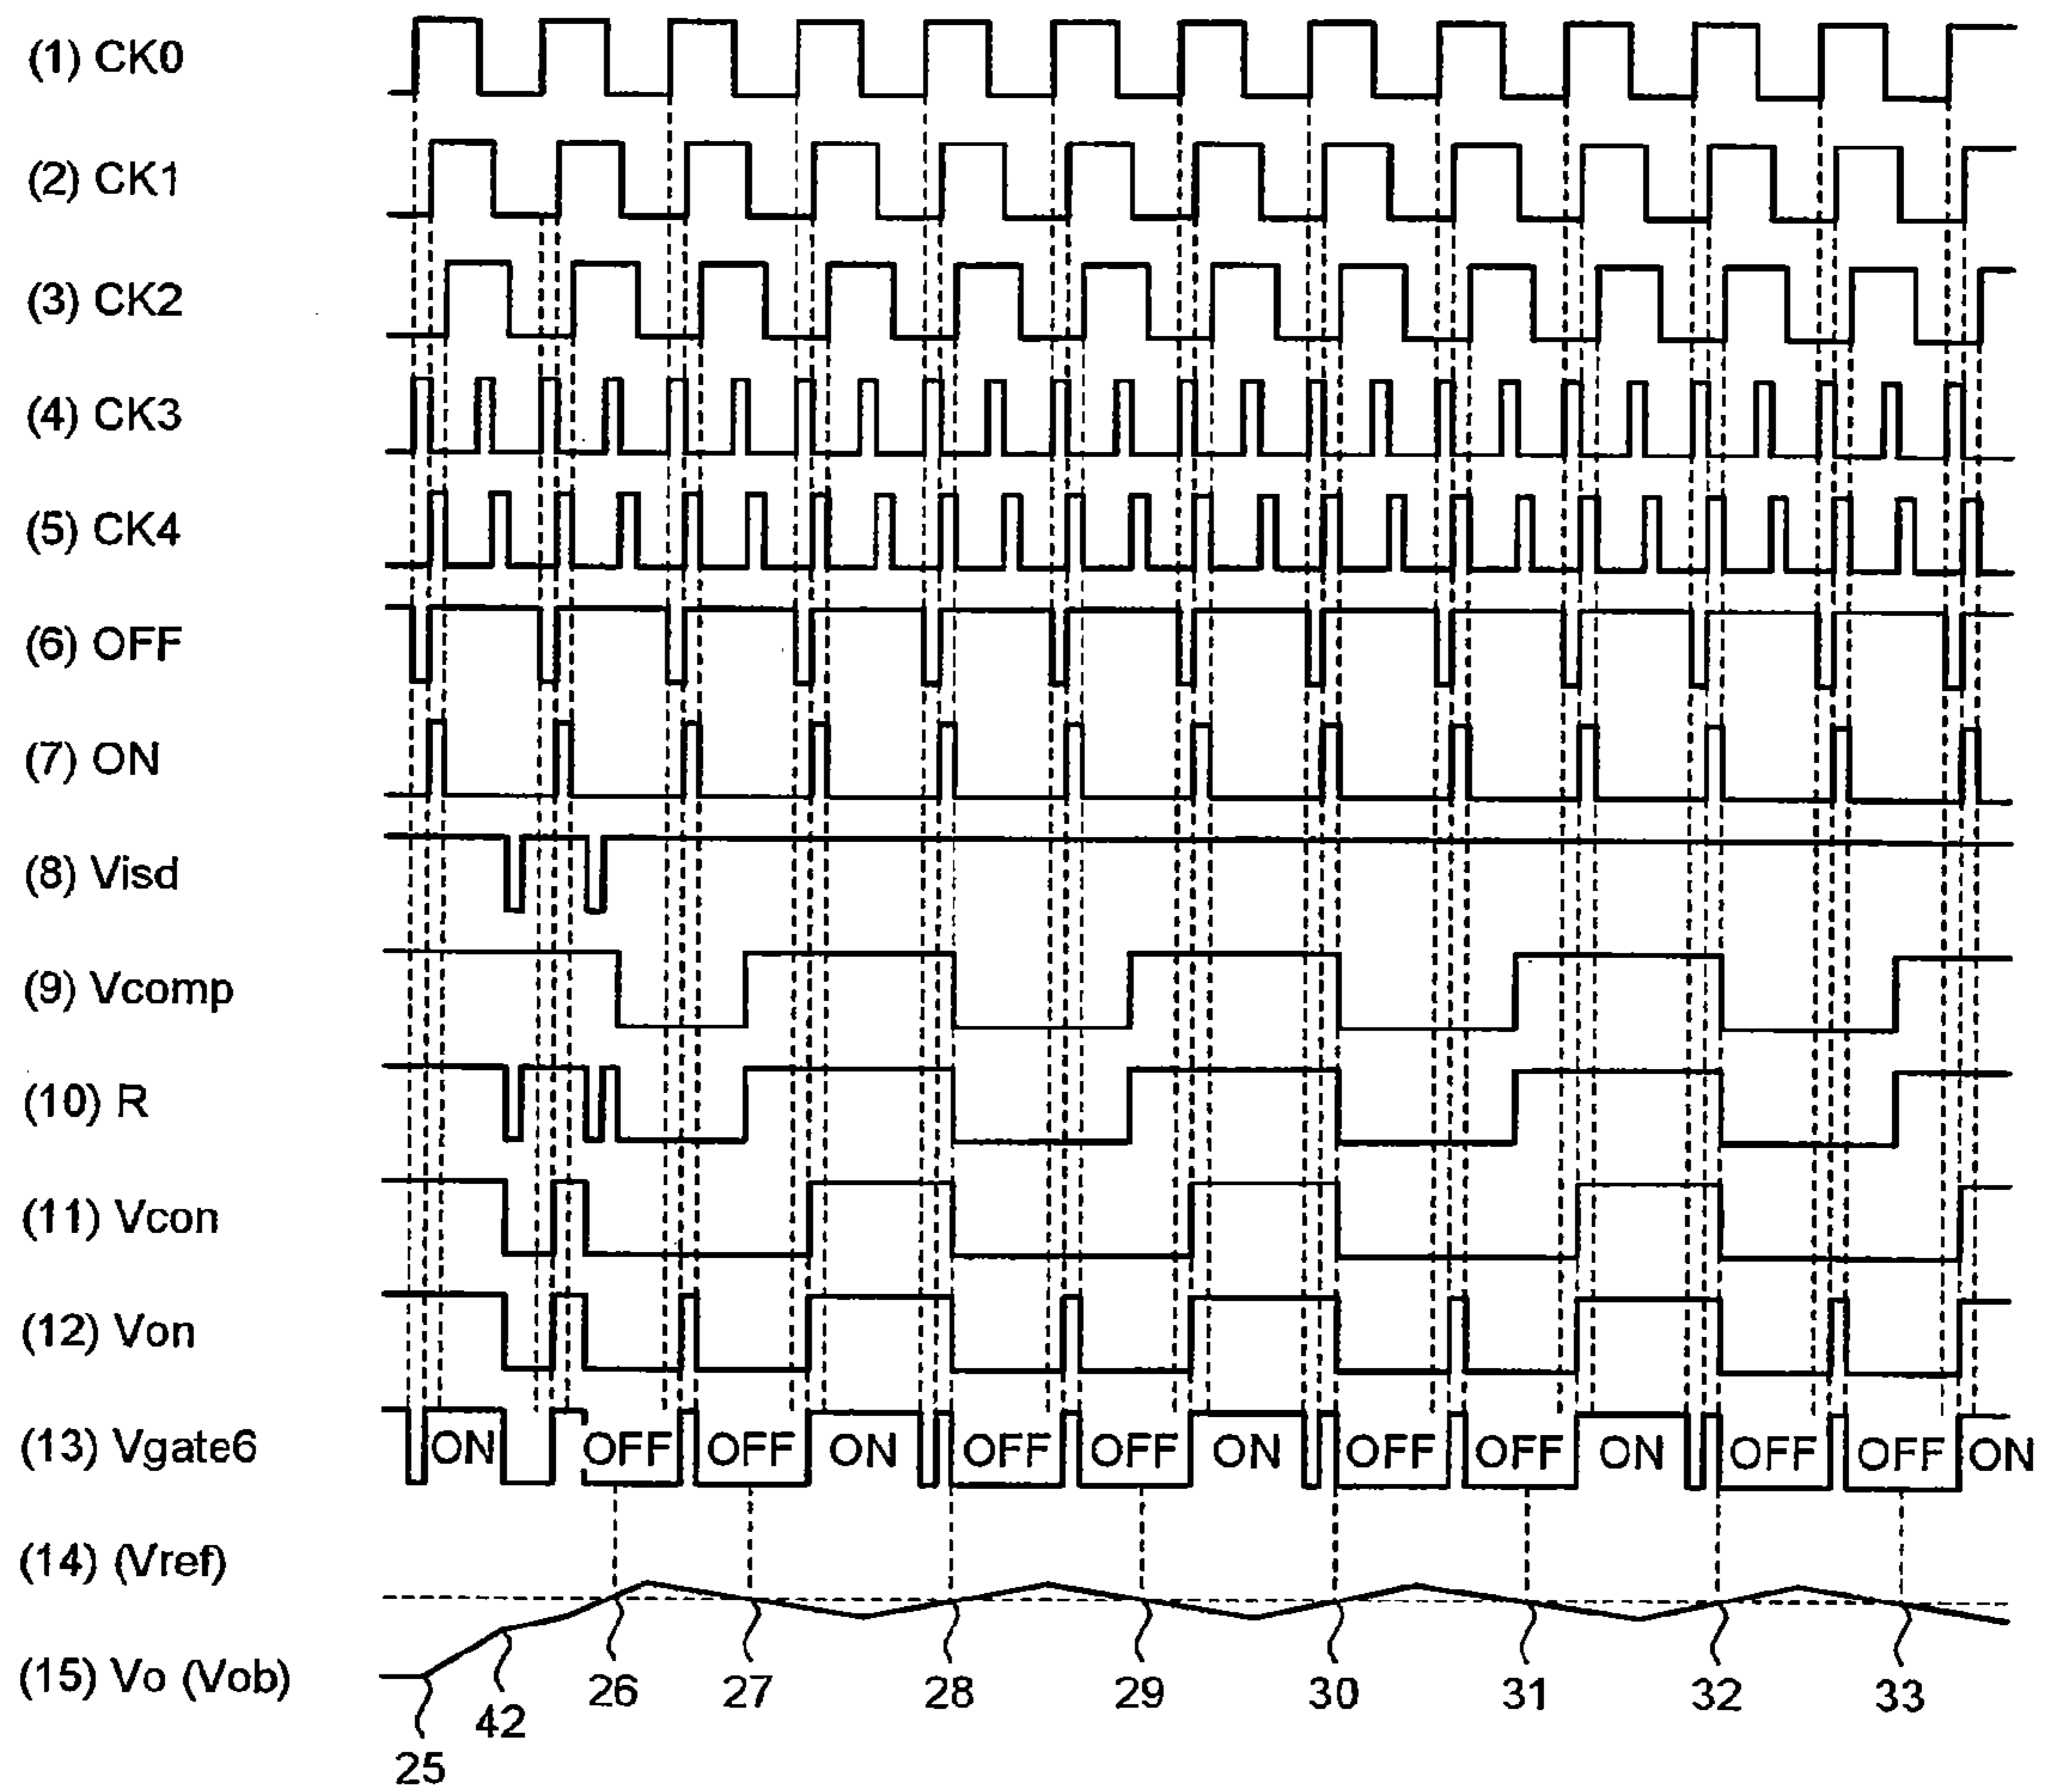 (1) CK0
(2) CK1
(3) CK2
(4) CK3
(5) CK4
(6) OFF
(7) ON
(8) Visd
(9) Vcomp
(10) R
(11) Vcon
(12) Von
(13) Vgate6 ON OFF OFF ON OFF OFF ON OFF OFF ON OFF OFF ON
(14) (Vref)
(15) Vo (Vob)
26 27 28 29 30 31 32 33
42
25